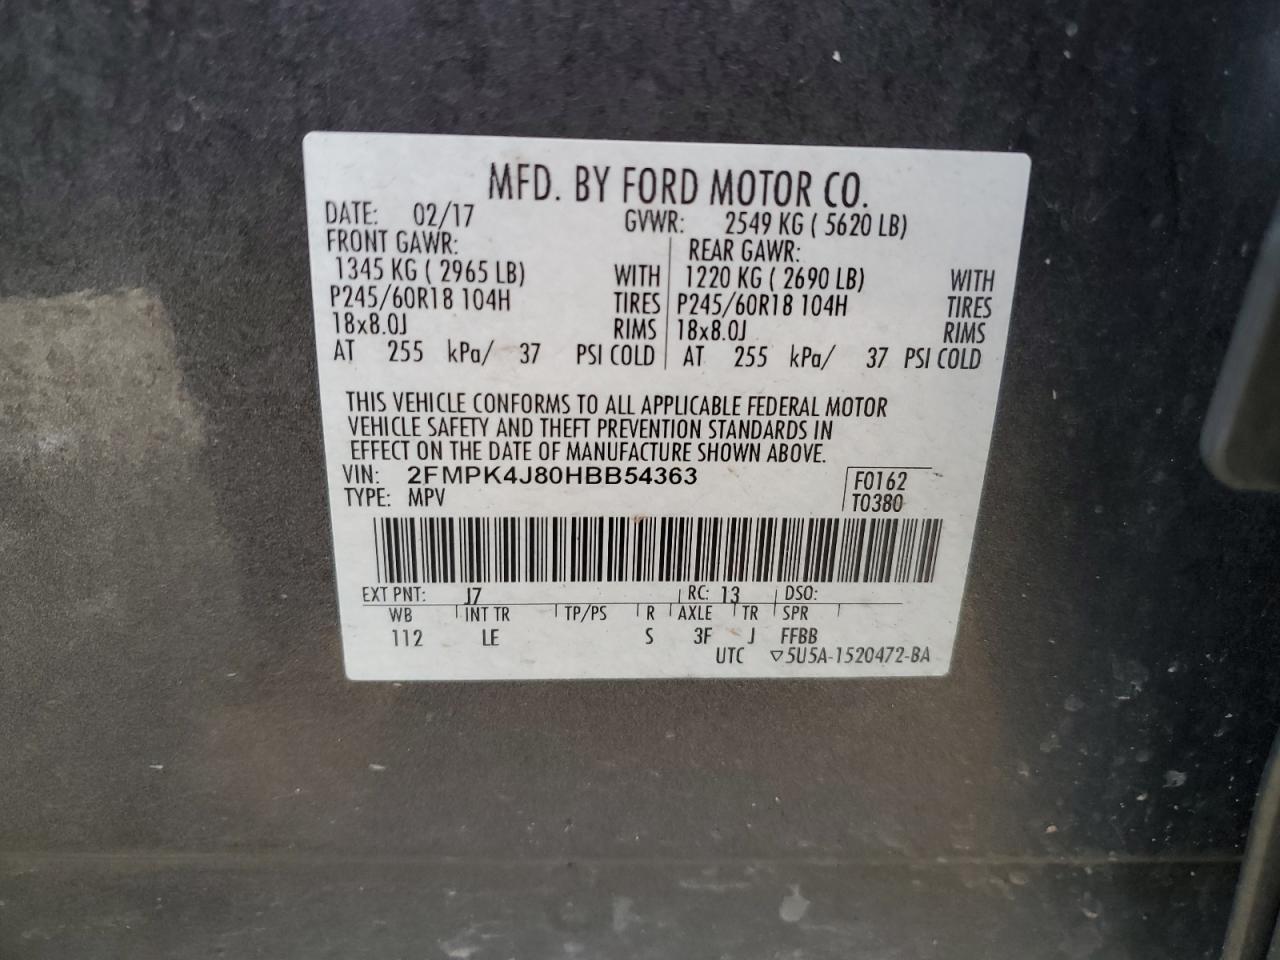 MFD. BY FORD MOTOR CO.
DATE: 02/17 GVWR: 2549 KG ( 5620 LB)
FRONT GAWR: REAR GAWR:
1345 KG ( 2965 LB) WITH 1220 KG ( 2690 LB) WITH
P245/60R18 104H TIRES P245/60R18 104H TIRES
18x8.0J RIMS 18x8.0J RIMS
AT 255 kPa/ 37 PSI COLD AT 255 kPa/ 37 PSI COLD
THIS VEHICLE CONFORMS TO ALL APPLICABLE FEDERAL MOTOR
VEHICLE SAFETY AND THEFT PREVENTION STANDARDS IN
EFFECT ON THE DATE OF MANUFACTURE SHOWN ABOVE.
VIN: 2FMPK4J80HBB54363 F0162
TYPE: MPV T0380
EXT PNT: J7 RC: 13 DSO:
WB INT TR TP/PS R AXLE TR SPR
112 LE S 3F J FFBB
UTC ▽5U5A-1520472-BA